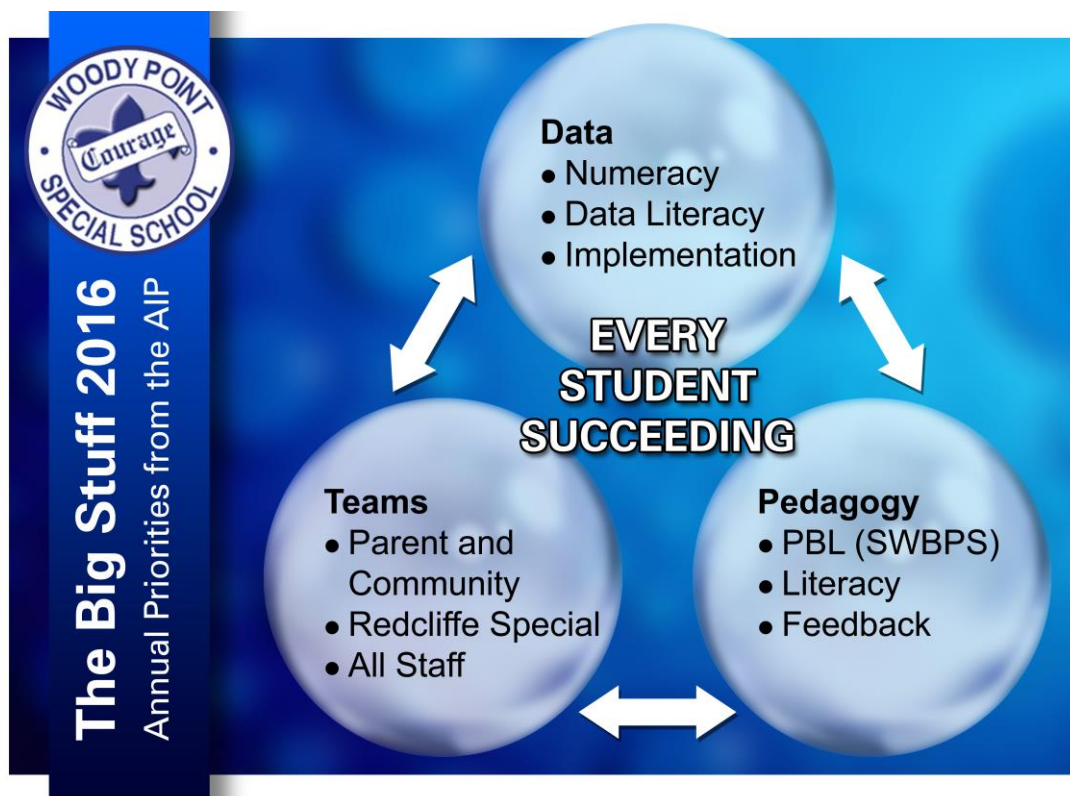 WOODY POINT
Courage
SPECIAL SCHOOL
The Big Stuff 2016
Annual Priorities from the AIP
Data
• Numeracy
• Data Literacy
• Implementation
EVERY
STUDENT
SUCCEEDING
Teams
• Parent and
Community
• Redcliffe Special
• All Staff
Pedagogy
• PBL (SWBPS)
• Literacy
• Feedback